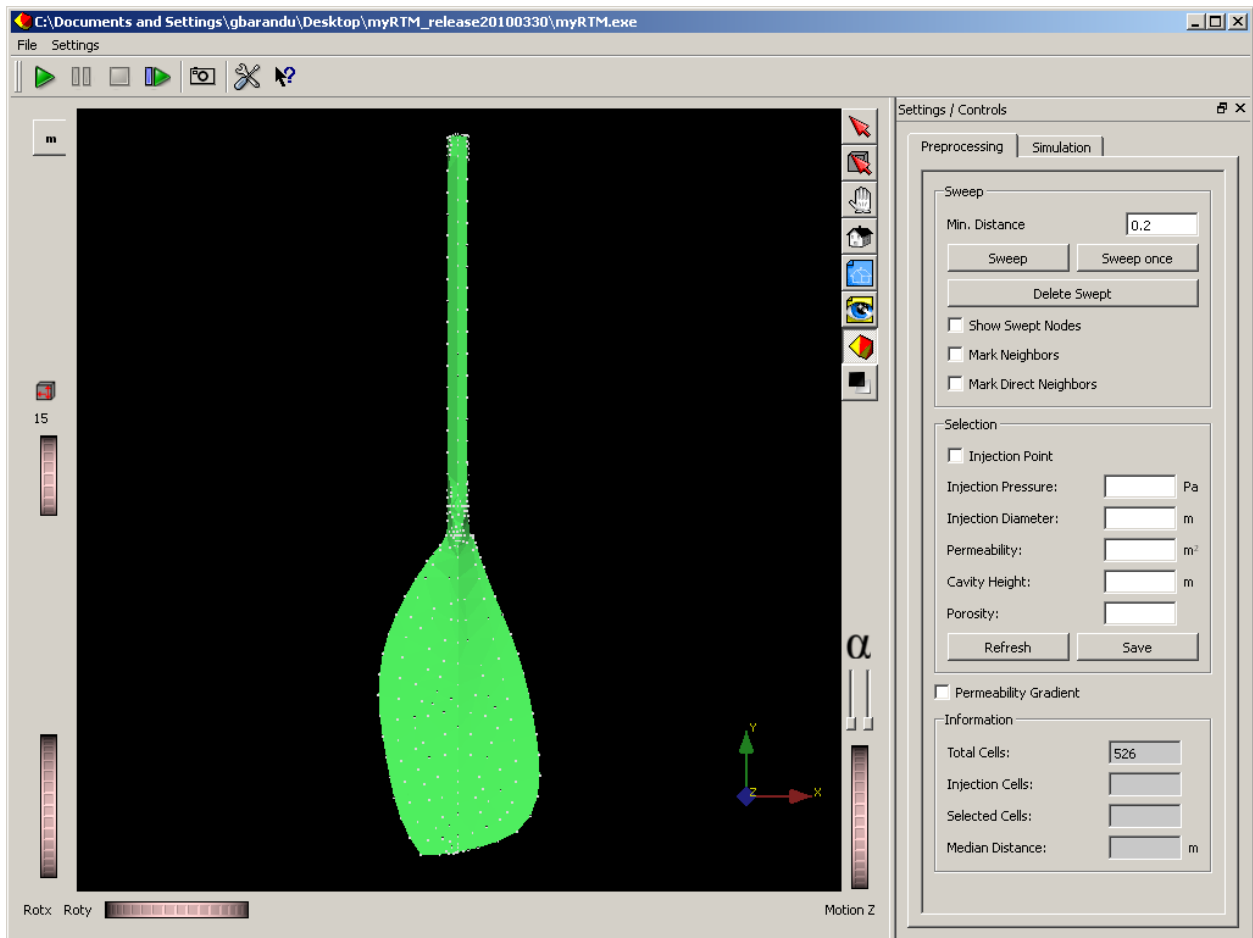 C:\Documents and Settings\gbarandu\Desktop\myRTM_release20100330\myRTM.exe
File Settings
Settings / Controls
m
Preprocessing Simulation
Sweep
Min. Distance 0.2
Sweep Sweep once
Delete Swept
Show Swept Nodes
Mark Neighbors
Mark Direct Neighbors
15
Selection
Injection Point
Injection Pressure: Pa
Injection Diameter: m
Permeability: m²
Cavity Height: m
Porosity:
Refresh Save
α
Permeability Gradient
Information
Total Cells: 526
Injection Cells:
Selected Cells:
Median Distance: m
Y
Z X
Rotx Roty Motion Z